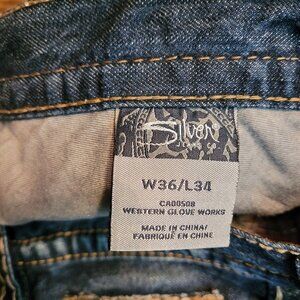 Silver
W36/L34
CA00508
WESTERN GLOVE WORKS
MADE IN CHINA/
FABRIQUÉ EN CHINE